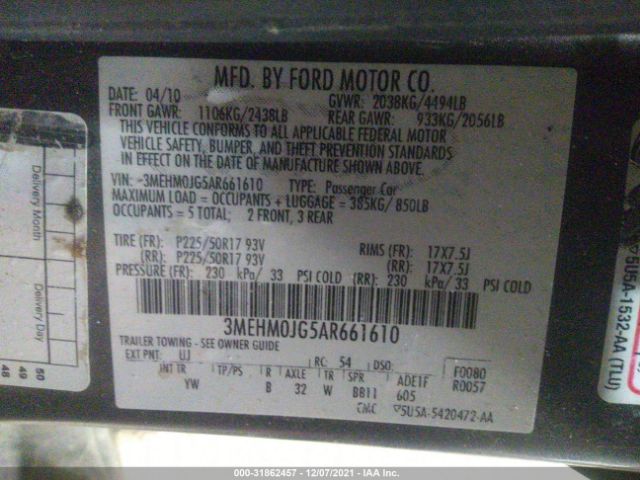 MFD. BY FORD MOTOR CO.
DATE: 04/10 GVWR: 2038KG/4494LB
FRONT GAWR: 1106KG/2438LB REAR GAWR: 933KG/2056LB
THIS VEHICLE CONFORMS TO ALL APPLICABLE FEDERAL MOTOR
VEHICLE SAFETY, BUMPER, AND THEFT PREVENTION STANDARDS
IN EFFECT ON THE DATE OF MANUFACTURE SHOWN ABOVE.
VIN: 3MEHM0JG5AR661610 TYPE: Passenger Car
MAXIMUM LOAD = OCCUPANTS + LUGGAGE = 385KG/ 850LB
OCCUPANTS = 5 TOTAL; 2 FRONT, 3 REAR
TIRE (FR): P225/50R17 93V RIMS (FR): 17X7.5J
(RR): P225/50R17 93V (RR): 17X7.5J
PRESSURE (FR): 230 kPa/ 33 PSI COLD (RR): 230 kPa/ 33 PSI COLD
3MEHM0JG5AR661610
TRAILER TOWING - SEE OWNER GUIDE
EXT PNT: UJ RC: 54 DSO: F0080
INT TR TP/PS R AXLE TR SPR ADE1F R0057
YW B 32 W BB11 605
CMC 5U5A-5420472-AA
Delivery Month
Delivery Day
50
49
48
5U5A-1532-AA (TLU)
000-31862457 - 12/07/2021 - IAA Inc.